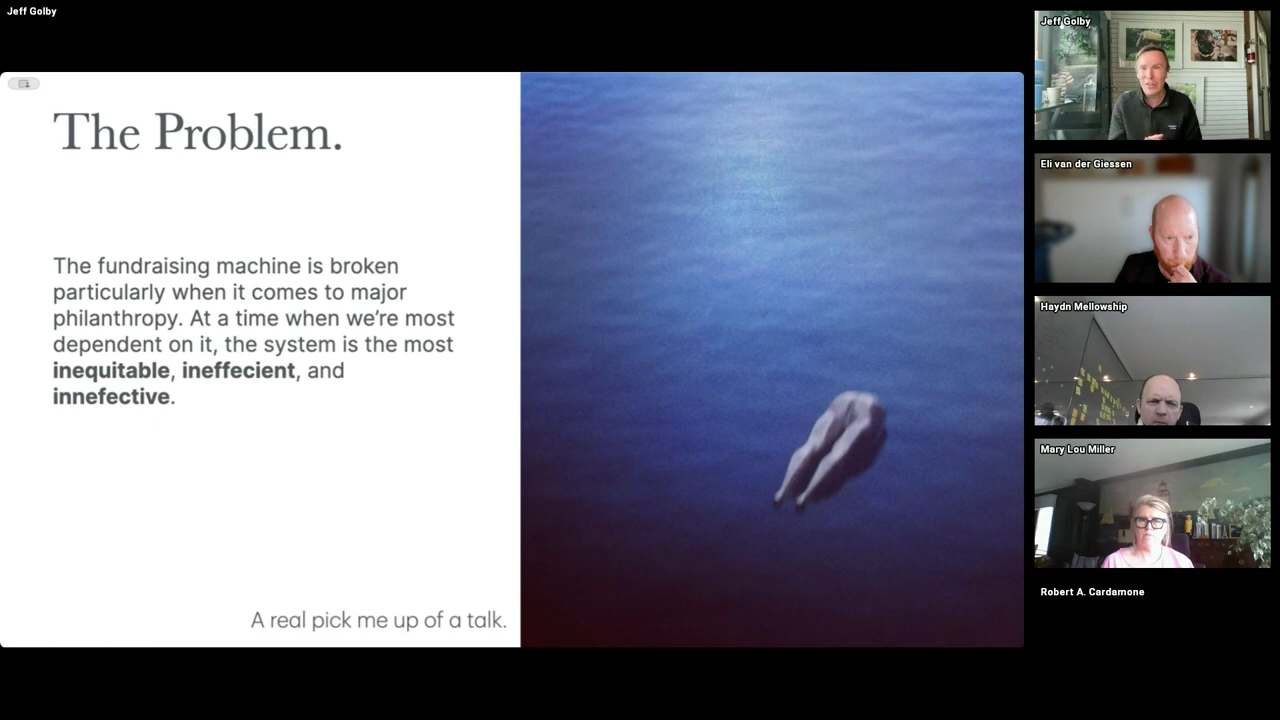 Jeff Golby
The Problem.
The fundraising machine is broken
particularly when it comes to major
philanthropy. At a time when we’re most
dependent on it, the system is the most
inequitable, ineffecient, and
innefective.
A real pick me up of a talk.
Jeff Golby
Eli van der Giessen
Haydn Mellowship
Mary Lou Miller
Robert A. Cardamone